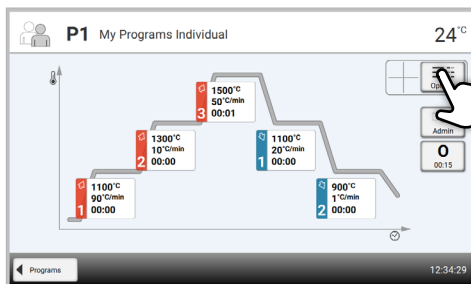 P1 My Programs Individual
24°C
1500°C
50°C/min
3 00:01
1300°C
10°C/min
2 00:00
1100°C
20°C/min
1 00:00
Admin
0
00:15
1100°C
90°C/min
1 00:00
900°C
1°C/min
2 00:00
Programs
12:34:29